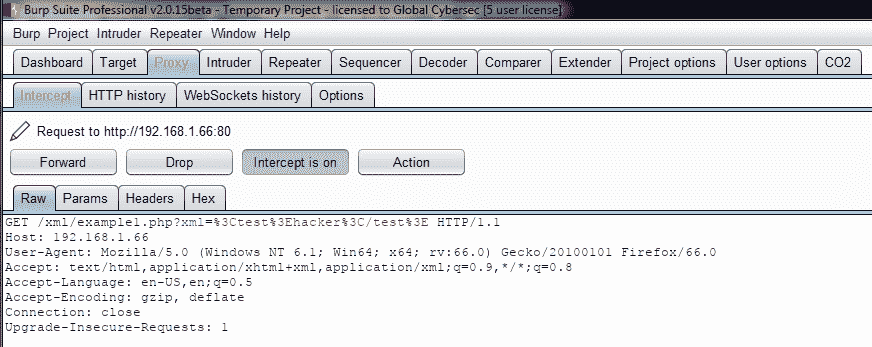 Burp Suite Professional v2.0.15beta - Temporary Project - licensed to Global Cybersec [5 user license]
Burp Project Intruder Repeater Window Help
Dashboard Target Proxy Intruder Repeater Sequencer Decoder Comparer Extender Project options User options CO2
Intercept HTTP history WebSockets history Options
Request to http://192.168.1.66:80
Forward Drop Intercept is on Action
Raw Params Headers Hex
GET /xml/example1.php?xml=%3Ctest%3Ehacker%3C/test%3E HTTP/1.1
Host: 192.168.1.66
User-Agent: Mozilla/5.0 (Windows NT 6.1; Win64; x64; rv:66.0) Gecko/20100101 Firefox/66.0
Accept: text/html,application/xhtml+xml,application/xml;q=0.9,*/*;q=0.8
Accept-Language: en-US,en;q=0.5
Accept-Encoding: gzip, deflate
Connection: close
Upgrade-Insecure-Requests: 1